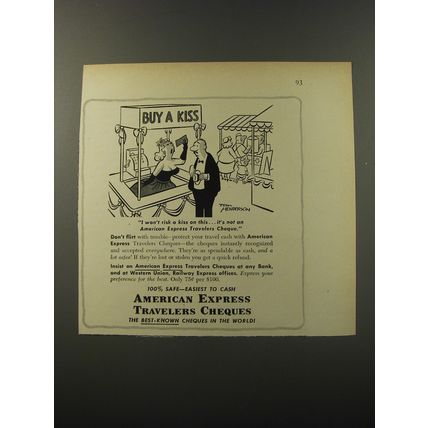 93
BUY A KISS
TOM HENDERSON
"I won't risk a kiss on this...it's not an
American Express Travelers Cheque."
Don't flirt with trouble—protect your travel cash with American
Express Travelers Cheques—the cheques instantly recognized
and accepted everywhere. They're as spendable as cash, and a
lot safer! If they're lost or stolen you get a quick refund.
Insist on American Express Travelers Cheques at any Bank,
and at Western Union, Railway Express offices. Express your
preference for the best. Only 75¢ per $100.
100% SAFE—EASIEST TO CASH
AMERICAN EXPRESS
TRAVELERS CHEQUES
THE BEST-KNOWN CHEQUES IN THE WORLD!